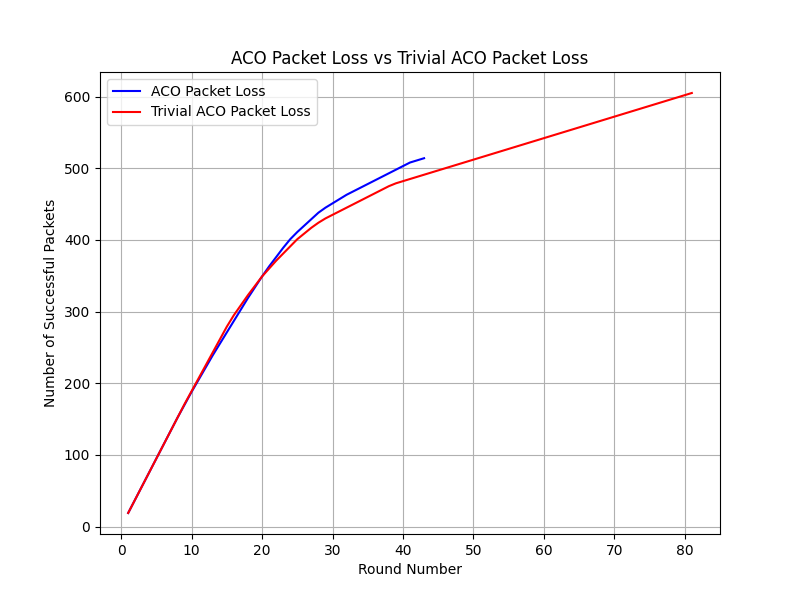 ACO Packet Loss vs Trivial ACO Packet Loss
ACO Packet Loss
Trivial ACO Packet Loss
Number of Successful Packets
600
500
400
300
200
100
0
0 10 20 30 40 50 60 70 80
Round Number